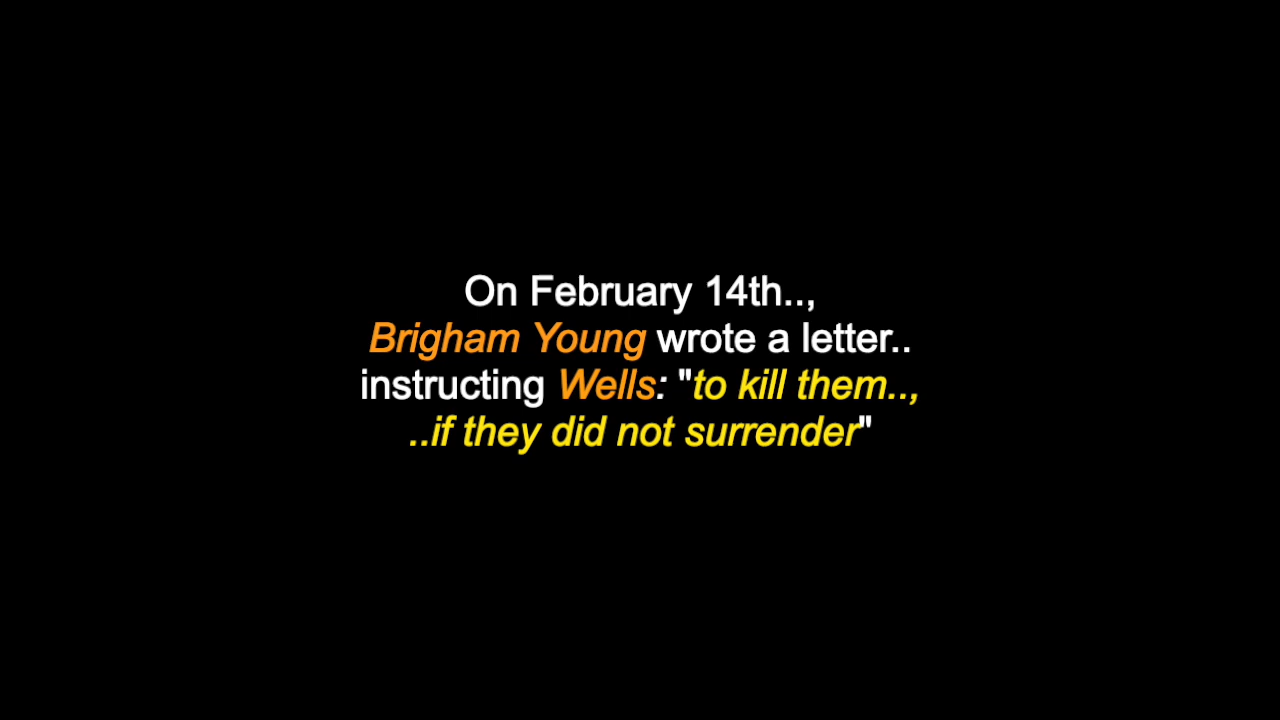 On February 14th..,
Brigham Young wrote a letter..
instructing Wells: "to kill them..,
..if they did not surrender"